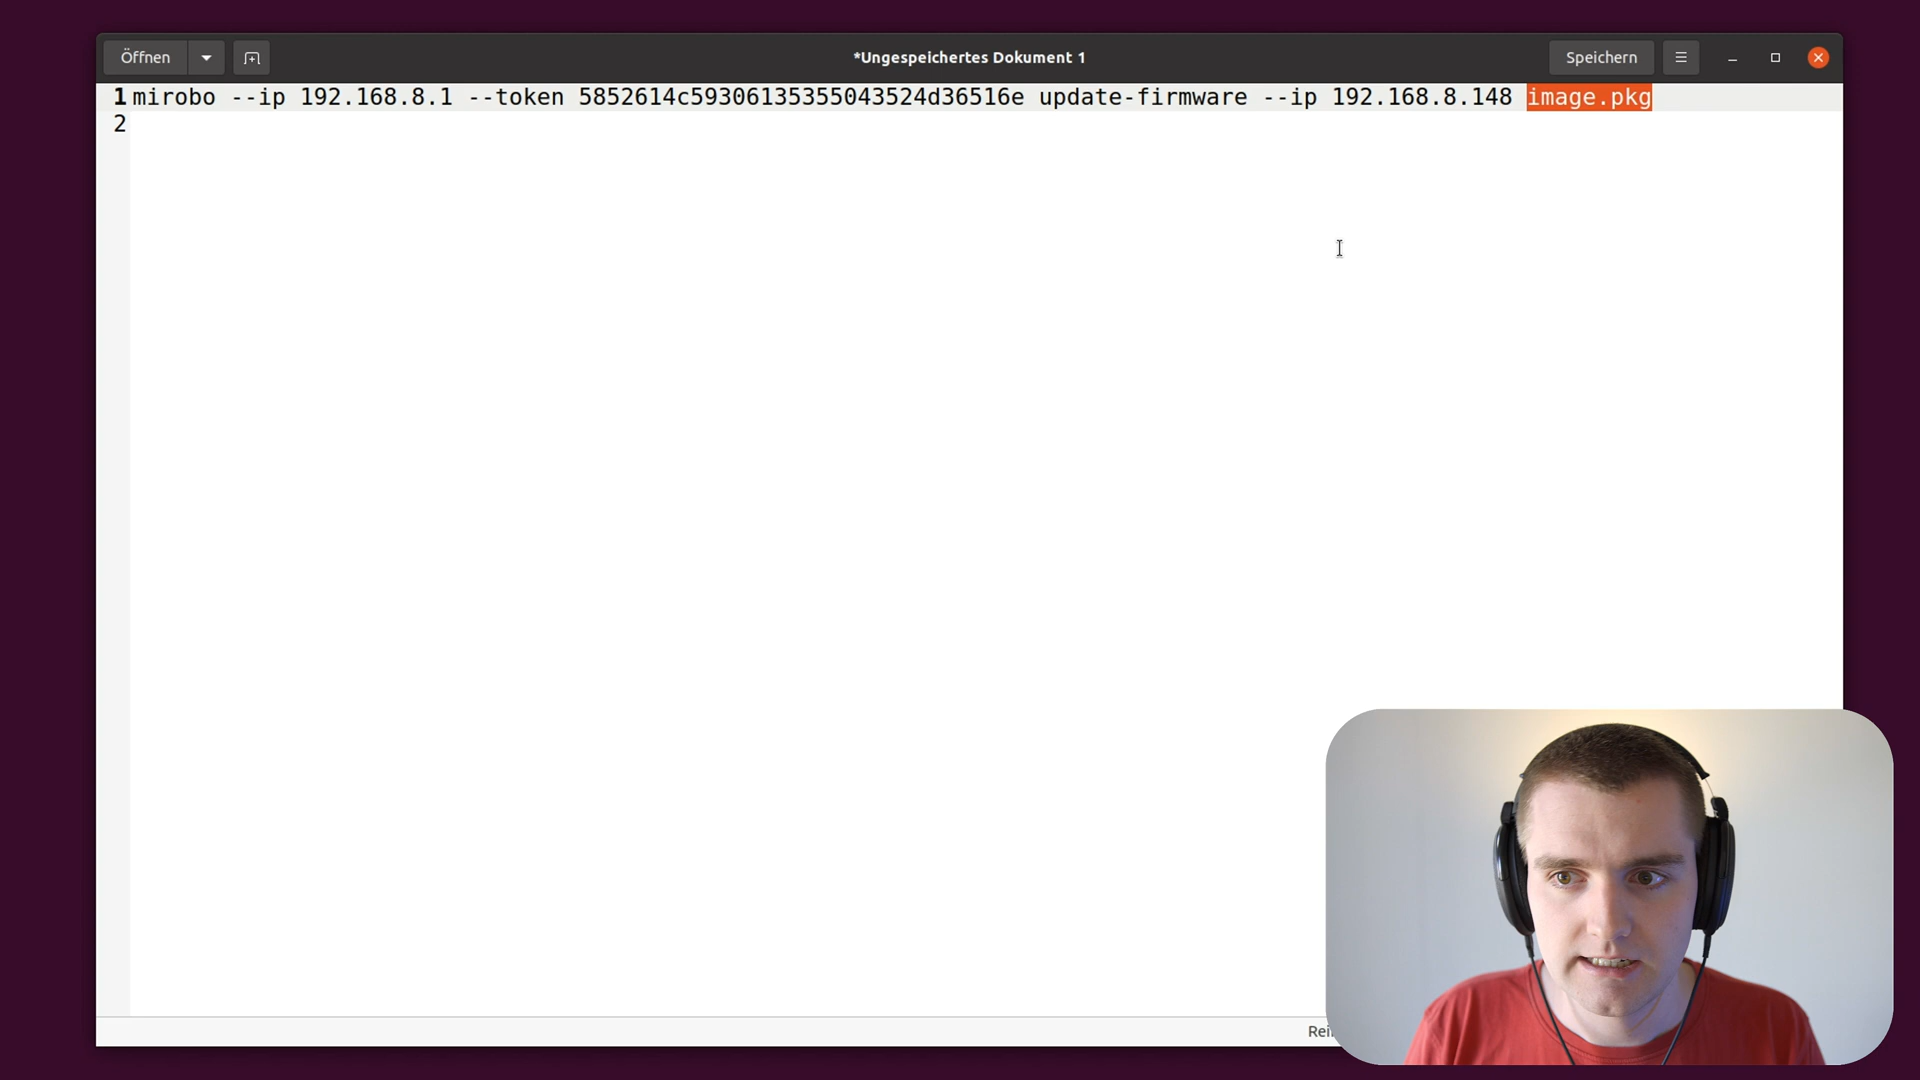 Öffnen
*Ungespeichertes Dokument 1
Speichern
1 mirobo --ip 192.168.8.1 --token 5852614c59306135355043524d36516e update-firmware --ip 192.168.8.148 image.pkg
2